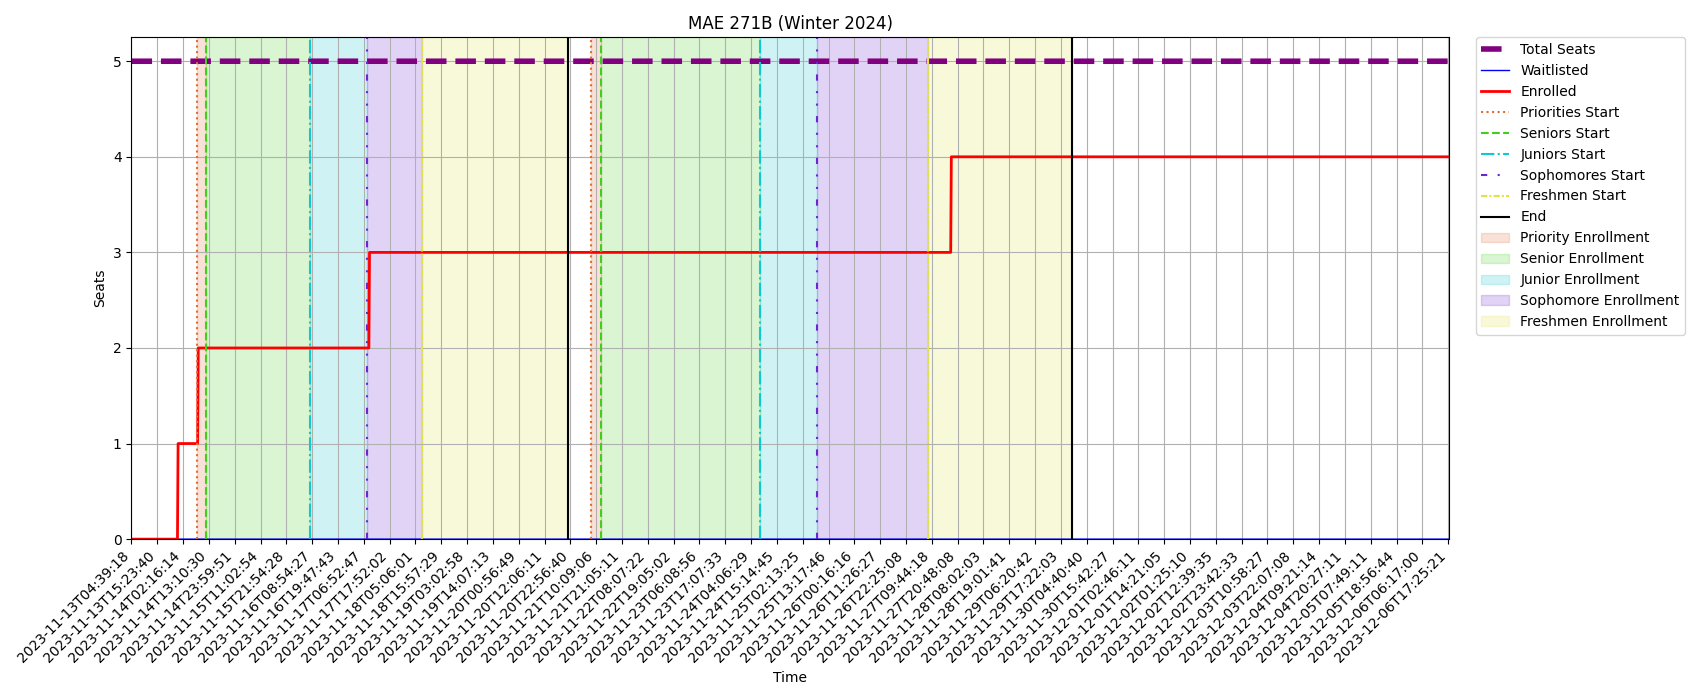 MAE 271B (Winter 2024)
Seats
5
4
3
2
1
0
2023-11-13T04:39:18
2023-11-13T15:23:40
2023-11-14T02:16:14
2023-11-14T13:10:30
2023-11-14T23:59:51
2023-11-15T11:02:54
2023-11-15T21:54:28
2023-11-16T08:54:27
2023-11-16T19:47:43
2023-11-17T06:52:47
2023-11-17T17:52:02
2023-11-18T05:06:01
2023-11-18T15:57:29
2023-11-19T03:02:58
2023-11-19T14:07:13
2023-11-20T00:56:49
2023-11-20T12:06:11
2023-11-20T22:56:40
2023-11-21T10:09:06
2023-11-21T21:05:11
2023-11-22T08:07:22
2023-11-22T19:05:02
2023-11-23T06:08:56
2023-11-23T17:07:33
2023-11-24T04:06:29
2023-11-24T15:14:45
2023-11-25T02:13:25
2023-11-25T13:17:46
2023-11-26T00:16:16
2023-11-26T11:26:27
2023-11-26T22:25:08
2023-11-27T09:44:18
2023-11-27T20:48:08
2023-11-28T08:02:03
2023-11-28T19:01:41
2023-11-29T06:20:42
2023-11-29T17:22:03
2023-11-30T04:40:40
2023-11-30T15:42:27
2023-12-01T02:46:11
2023-12-01T14:21:05
2023-12-02T01:25:10
2023-12-02T12:39:35
2023-12-02T23:42:33
2023-12-03T10:58:27
2023-12-03T22:07:08
2023-12-04T09:21:14
2023-12-04T20:27:11
2023-12-05T07:49:11
2023-12-05T18:56:44
2023-12-06T06:17:00
2023-12-06T17:25:21
Time
Total Seats
Waitlisted
Enrolled
Priorities Start
Seniors Start
Juniors Start
Sophomores Start
Freshmen Start
End
Priority Enrollment
Senior Enrollment
Junior Enrollment
Sophomore Enrollment
Freshmen Enrollment